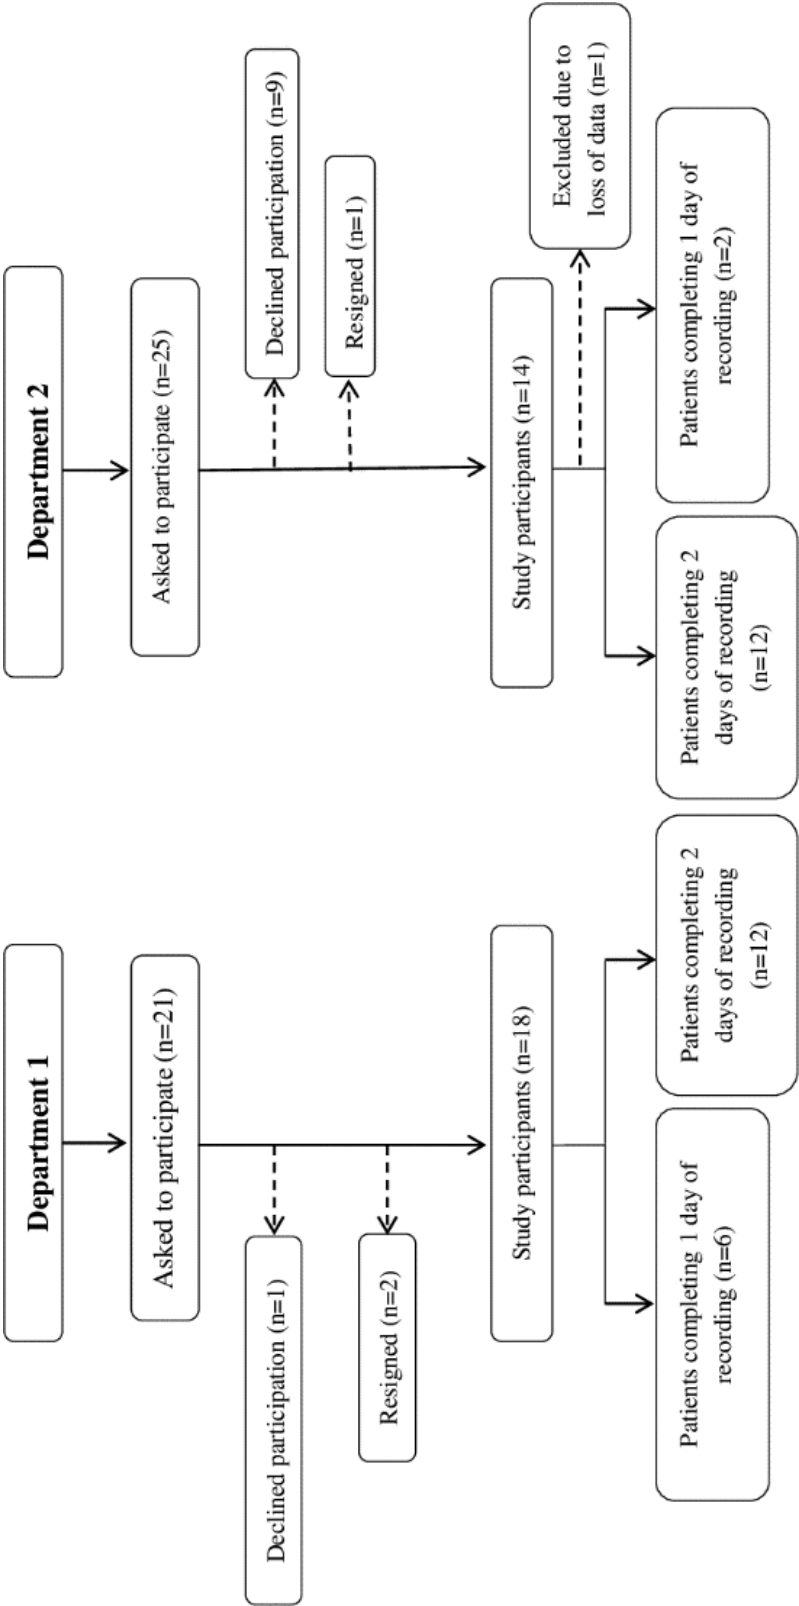 Department 1
Asked to participate (n=21)
Declined participation (n=1)
Resigned (n=2)
Study participants (n=18)
Patients completing 1 day of
recording (n=6)
Patients completing 2
days of recording
(n=12)
Department 2
Asked to participate (n=25)
Declined participation (n=9)
Resigned (n=1)
Study participants (n=14)
Excluded due to
loss of data (n=1)
Patients completing 2
days of recording
(n=12)
Patients completing 1 day of
recording (n=2)